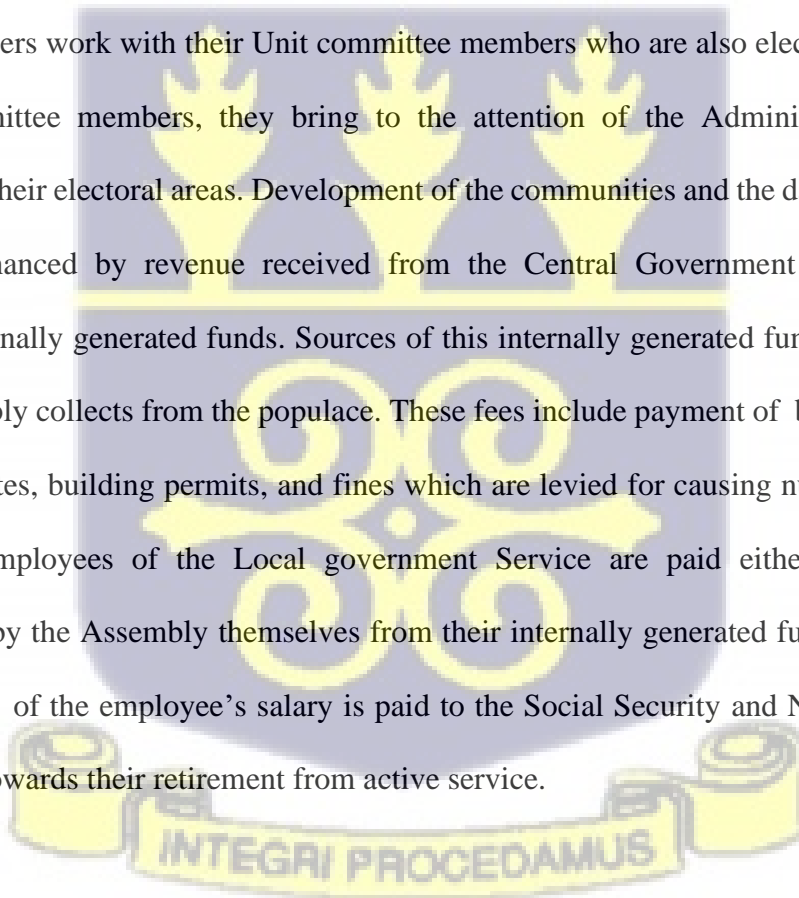 ers work with their Unit committee members who are also elec
mittee members, they bring to the attention of the Admini
heir electoral areas. Development of the communities and the d
nanced by revenue received from the Central Government
rnally generated funds. Sources of this internally generated fun
bly collects from the populace. These fees include payment of b
tes, building permits, and fines which are levied for causing nu
mployees of the Local government Service are paid eithe
by the Assembly themselves from their internally generated fu
of the employee’s salary is paid to the Social Security and N
owards their retirement from active service.
INTEGRI PROCEDAMUS